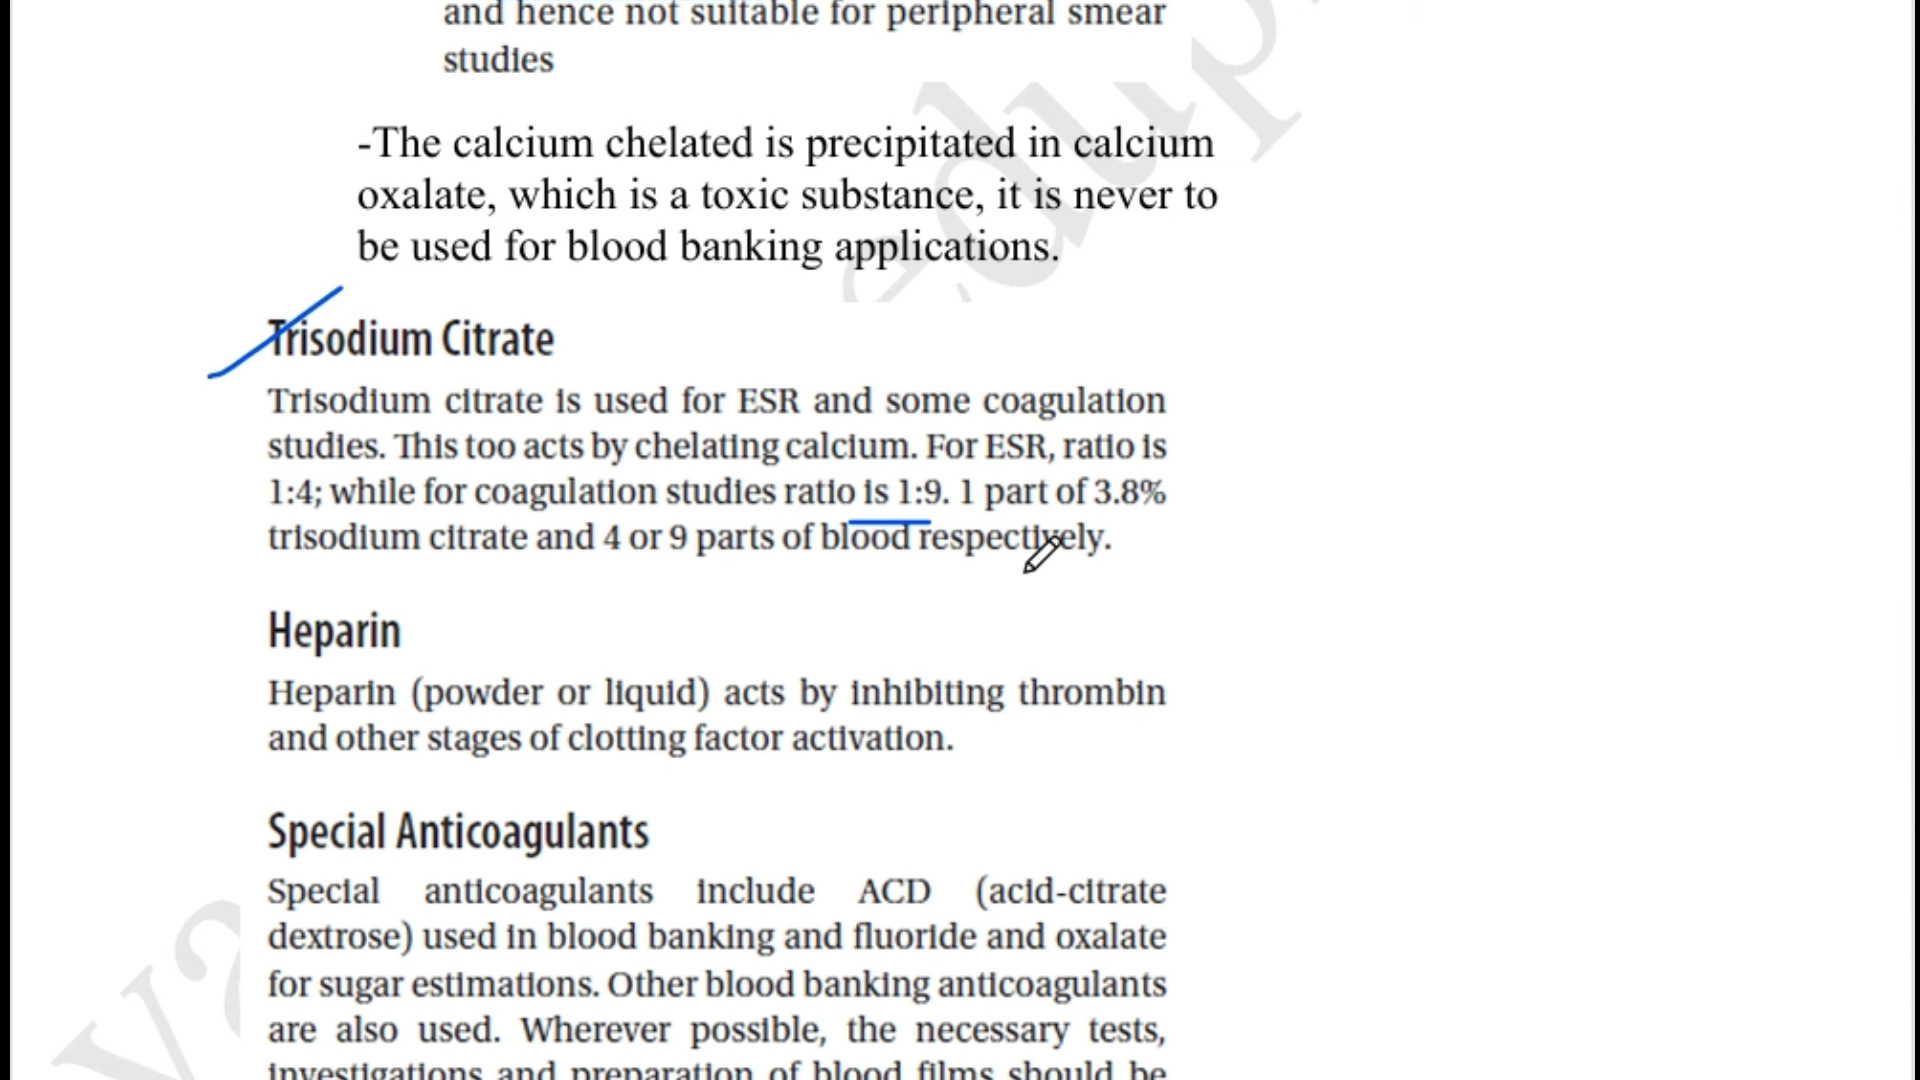 and hence not suitable for peripheral smear
studies
-The calcium chelated is precipitated in calcium
oxalate, which is a toxic substance, it is never to
be used for blood banking applications.
Trisodium Citrate
Trisodium citrate is used for ESR and some coagulation
studies. This too acts by chelating calcium. For ESR, ratio is
1:4; while for coagulation studies ratio is 1:9. 1 part of 3.8%
trisodium citrate and 4 or 9 parts of blood respectively.
Heparin
Heparin (powder or liquid) acts by inhibiting thrombin
and other stages of clotting factor activation.
Special Anticoagulants
Special anticoagulants include ACD (acid-citrate
dextrose) used in blood banking and fluoride and oxalate
for sugar estimations. Other blood banking anticoagulants
are also used. Wherever possible, the necessary tests,
investigations and preparation of blood films should be